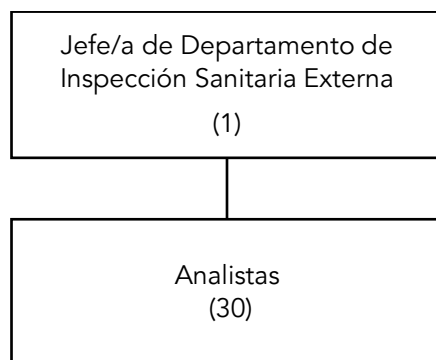 Jefe/a de Departamento de
Inspección Sanitaria Externa
(1)
Analistas
(30)